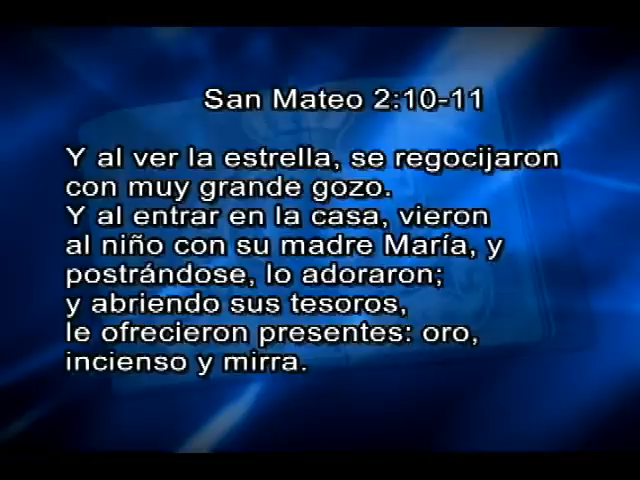 San Mateo 2:10-11
Y al ver la estrella, se regocijaron
con muy grande gozo.
Y al entrar en la casa, vieron
al niño con su madre María, y
postrándose, lo adoraron;
y abriendo sus tesoros,
le ofrecieron presentes: oro,
incienso y mirra.